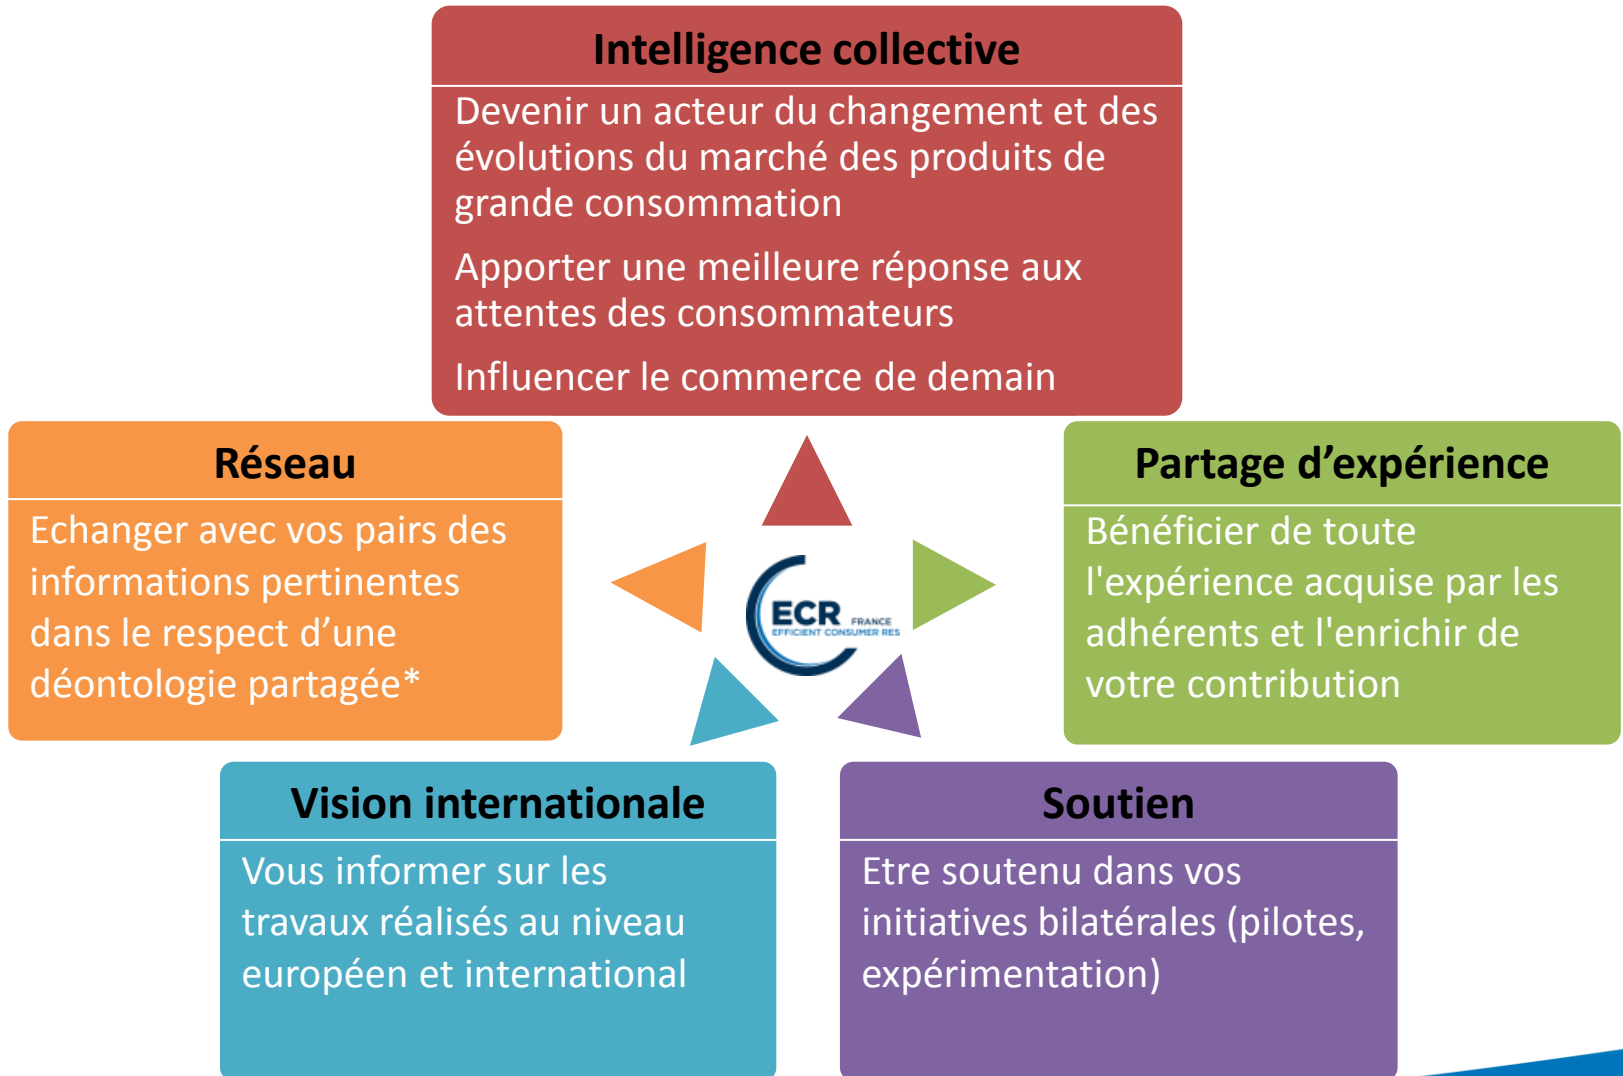 Intelligence collective
Devenir un acteur du changement et des
évolutions du marché des produits de
grande consommation
Apporter une meilleure réponse aux
attentes des consommateurs
Influencer le commerce de demain
Réseau
Echanger avec vos pairs des
informations pertinentes
dans le respect d’une
déontologie partagée*
Partage d’expérience
Bénéficier de toute
l'expérience acquise par les
adhérents et l'enrichir de
votre contribution
ECR FRANCE
EFFICIENT CONSUMER RES
Vision internationale
Vous informer sur les
travaux réalisés au niveau
européen et international
Soutien
Etre soutenu dans vos
initiatives bilatérales (pilotes,
expérimentation)